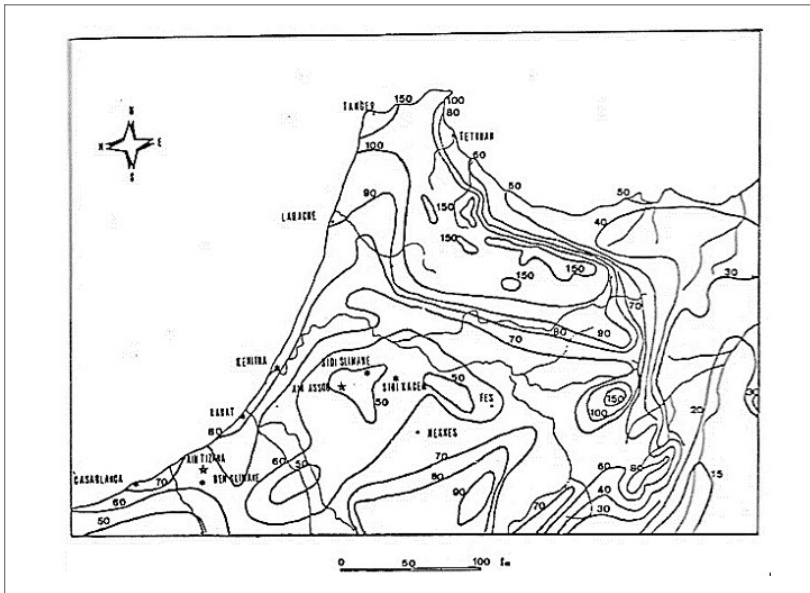 150
100
TANGER
80
N
TETUAN
100
60
E
50
50
S
90
150
150
LARACHE
40
150
150
150
30
70
80
90
70
KENITRA
SIDI SLIMANE
AIN ASSOU
SIDI KACEM
50
50
150
FES
100
20
RABAT
MEKNES
60
AIN TIZARA
70
60
50
60
80
15
CASABLANCA
70
BEN SLIMANE
80
40
60
90
30
50
70
0 50 100